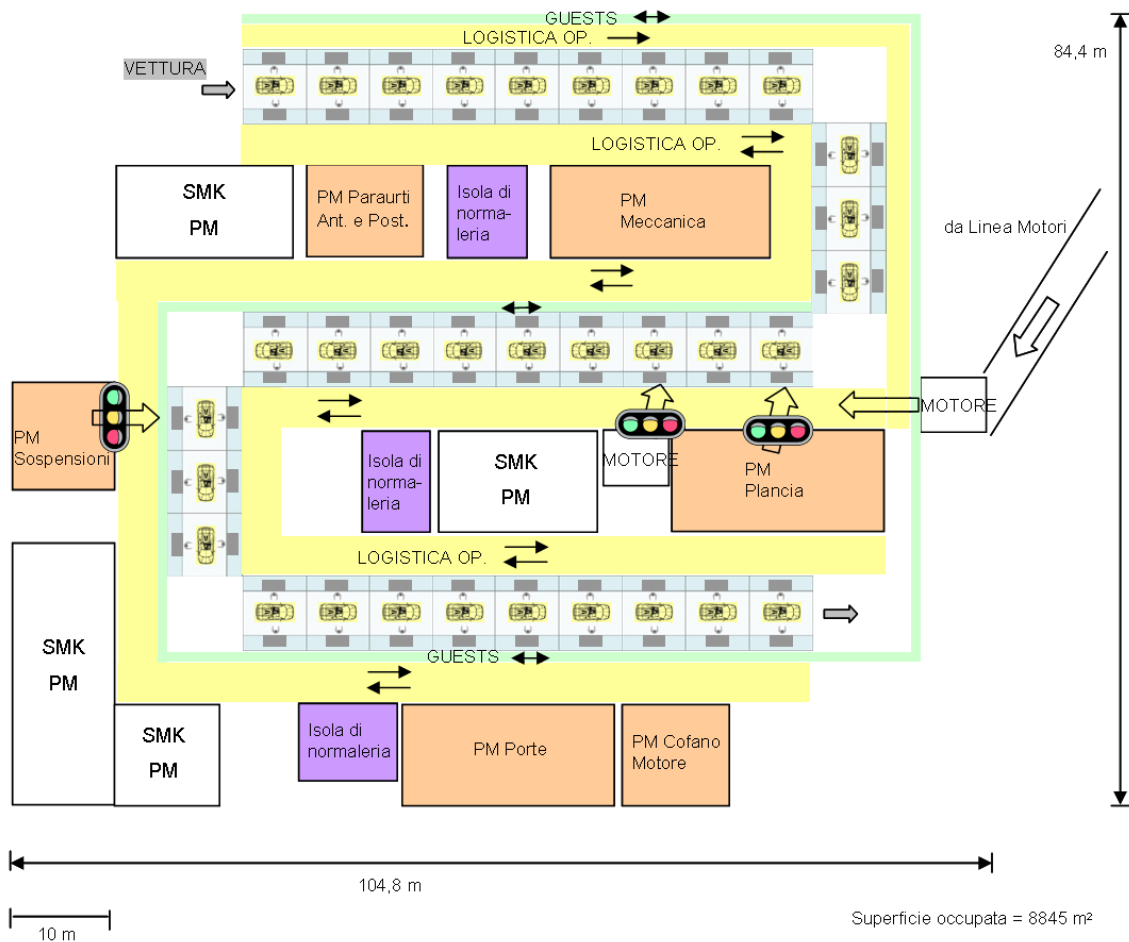 GUESTS
LOGISTICA OP.
84,4 m
VETTURA
LOGISTICA OP.
SMK
PM
PM Paraurti
Ant. e Post.
Isola di
norma-
leria
PM
Meccanica
da Linea Motori
MOTORE
PM
Sospensioni
Isola di
norma-
leria
SMK
PM
MOTORE
PM
Plancia
LOGISTICA OP.
SMK
PM
GUESTS
SMK
PM
Isola di
normaleria
PM Porte
PM Cofano
Motore
104,8 m
10 m
Superficie occupata = 8845 m²